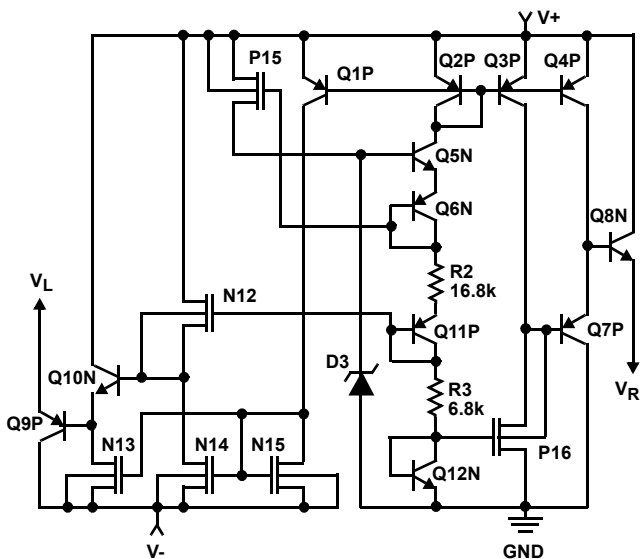 V+
P15
Q1P
Q2P
Q3P
Q4P
Q5N
Q6N
Q8N
VL
N12
R2
16.8k
Q11P
Q7P
Q10N
D3
R3
6.8k
VR
Q9P
N13
N14
N15
P16
Q12N
V-
GND